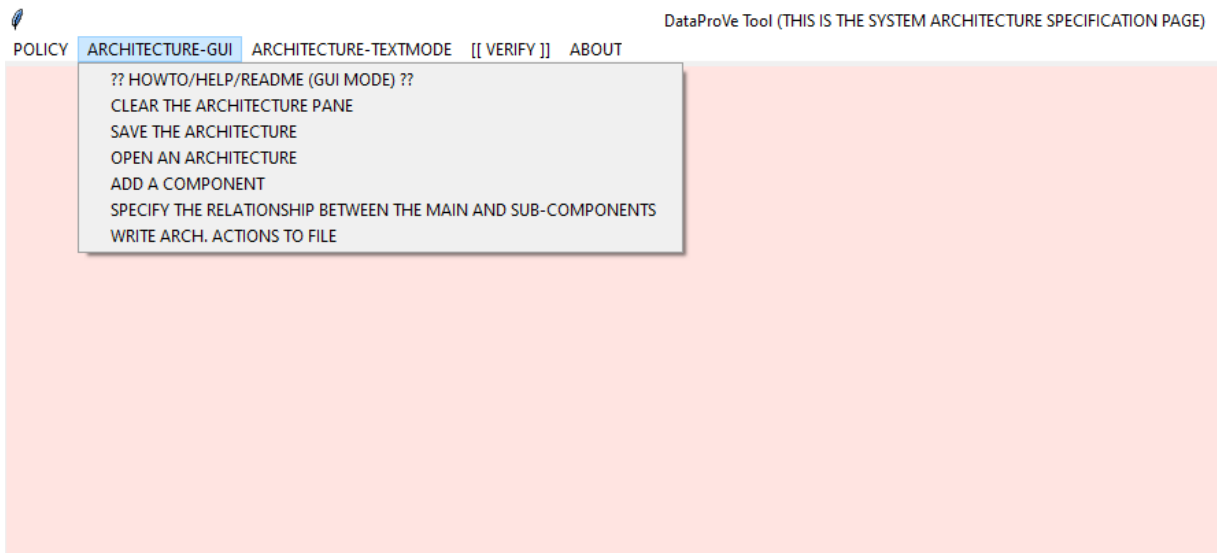 DataProVe Tool (THIS IS THE SYSTEM ARCHITECTURE SPECIFICATION PAGE)
POLICY ARCHITECTURE-GUI ARCHITECTURE-TEXTMODE [[ VERIFY ]] ABOUT
?? HOWTO/HELP/README (GUI MODE) ??
CLEAR THE ARCHITECTURE PANE
SAVE THE ARCHITECTURE
OPEN AN ARCHITECTURE
ADD A COMPONENT
SPECIFY THE RELATIONSHIP BETWEEN THE MAIN AND SUB-COMPONENTS
WRITE ARCH. ACTIONS TO FILE